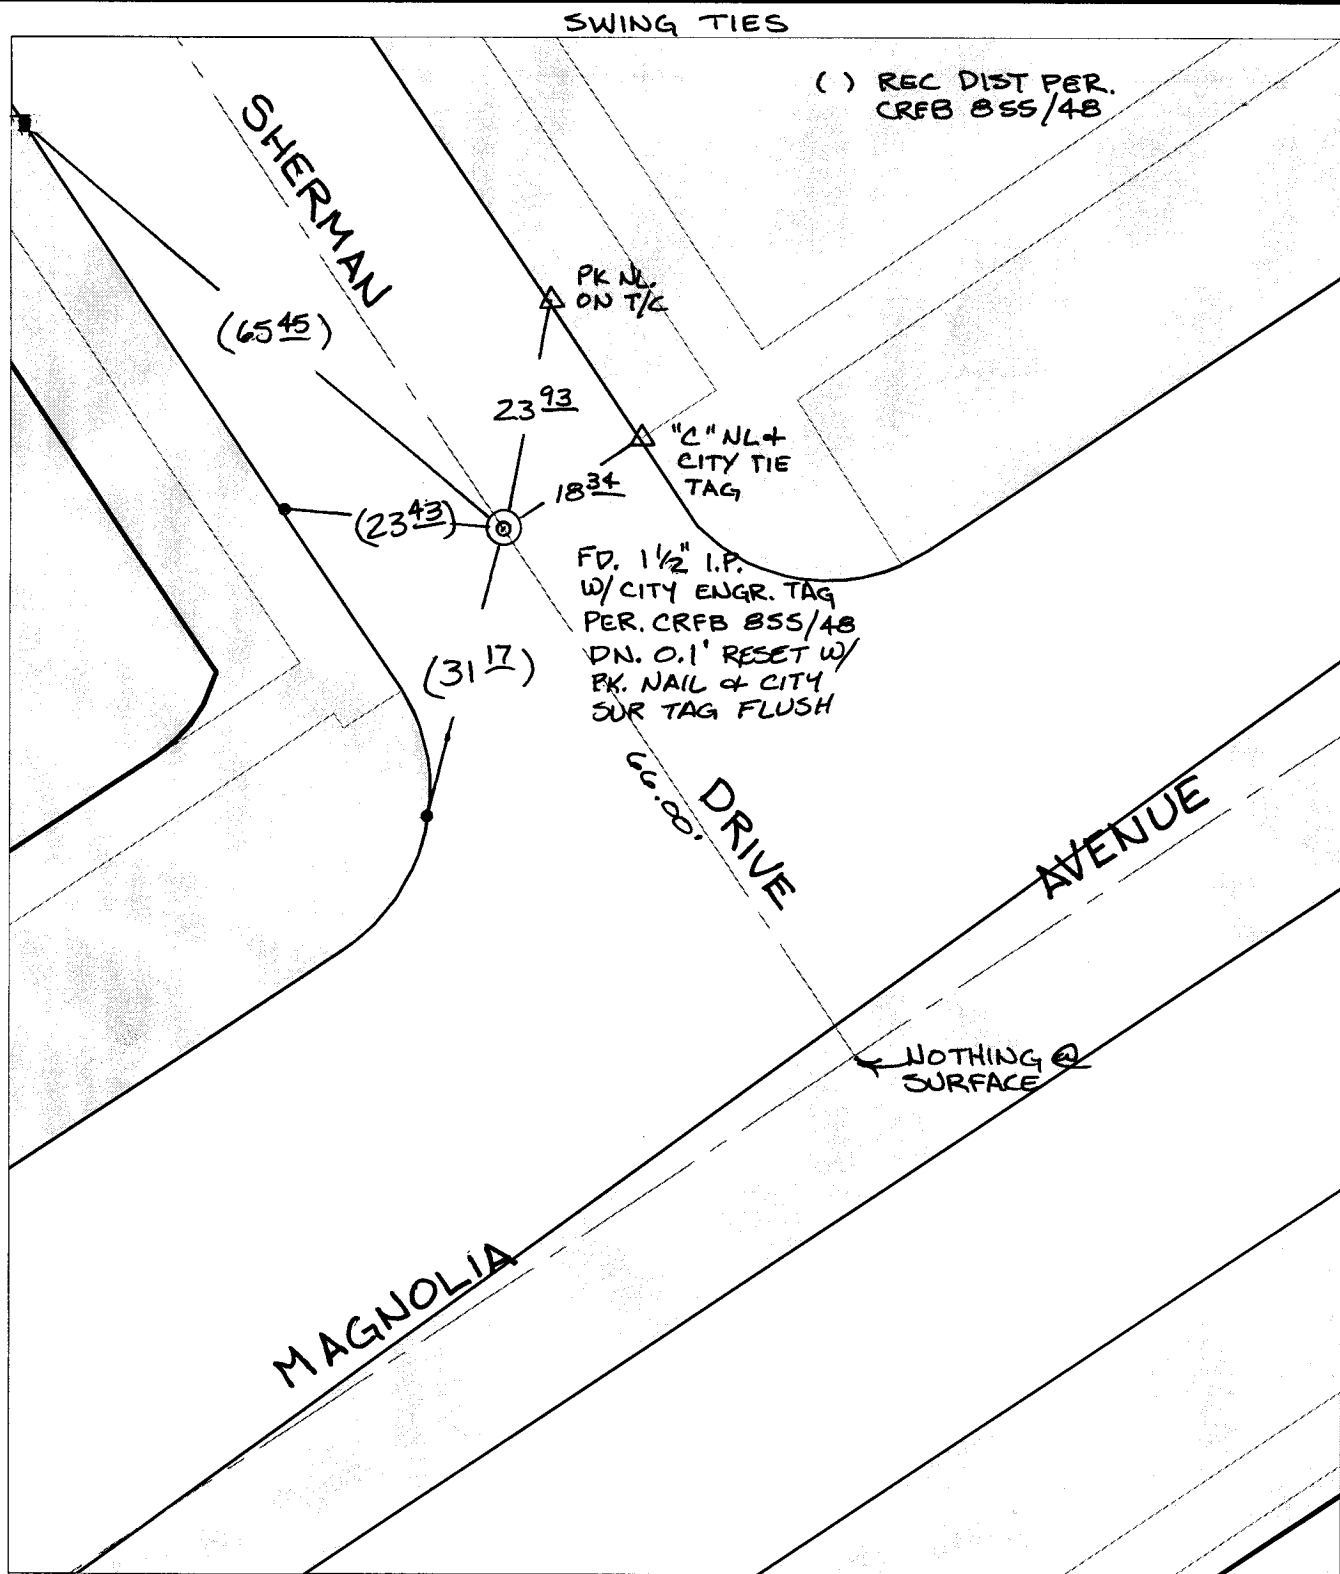 SWING TIES
( ) REC DIST PER.
CRFB 855/48
SHERMAN
PK NL.
ON T/C
(65 45)
23 93
"C" NL &
CITY TIE
TAG
18 34
(23 43)
FD. 1 1/2" I.P.
W/ CITY ENGR. TAG
PER. CRFB 855/48
DN. 0.1' RESET W/
PK. NAIL & CITY
SUR TAG FLUSH
(31 17)
66.00'
DRIVE
AVENUE
NOTHING @
SURFACE
MAGNOLIA